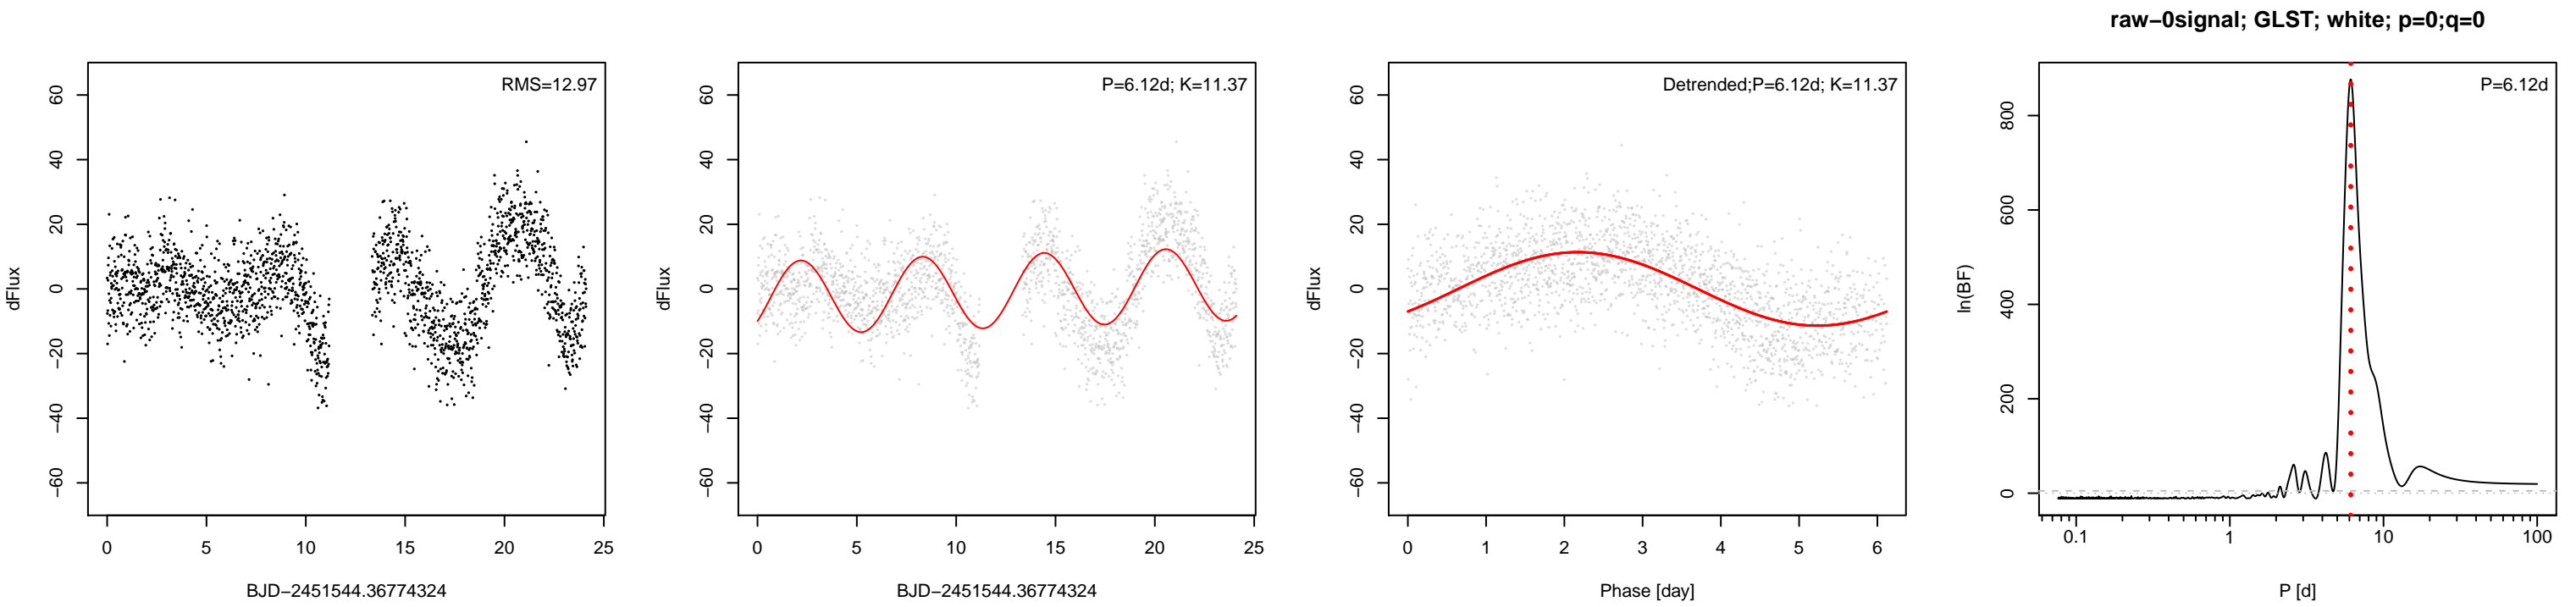 raw−0signal; GLST; white; p=0;q=0
RMS=12.97
dFlux
60
40
20
0
−20
−40
−60
0 5 10 15 20 25
BJD−2451544.36774324
P=6.12d; K=11.37
dFlux
60
40
20
0
−20
−40
−60
0 5 10 15 20 25
BJD−2451544.36774324
Detrended;P=6.12d; K=11.37
dFlux
60
40
20
0
−20
−40
−60
0 1 2 3 4 5 6
Phase [day]
P=6.12d
ln(BF)
800
600
400
200
0
0.1 1 10 100
P [d]